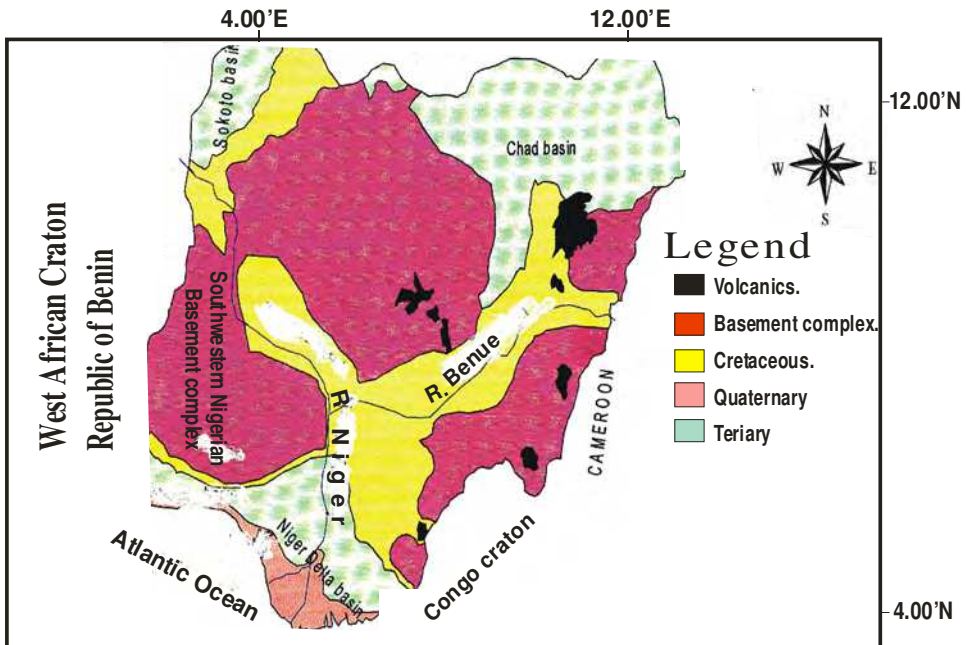 4.00'E
12.00'E
12.00'N
4.00'N
Sokoto basin
Chad basin
N
W
E
S
West African Craton
Republic of Benin
Southwestern Nigerian
Basement complex
R. Benue
R. Niger
CAMEROON
Niger Delta basin
Atlantic Ocean
Congo craton
Legend
Volcanics.
Basement complex.
Cretaceous.
Quaternary
Teriary